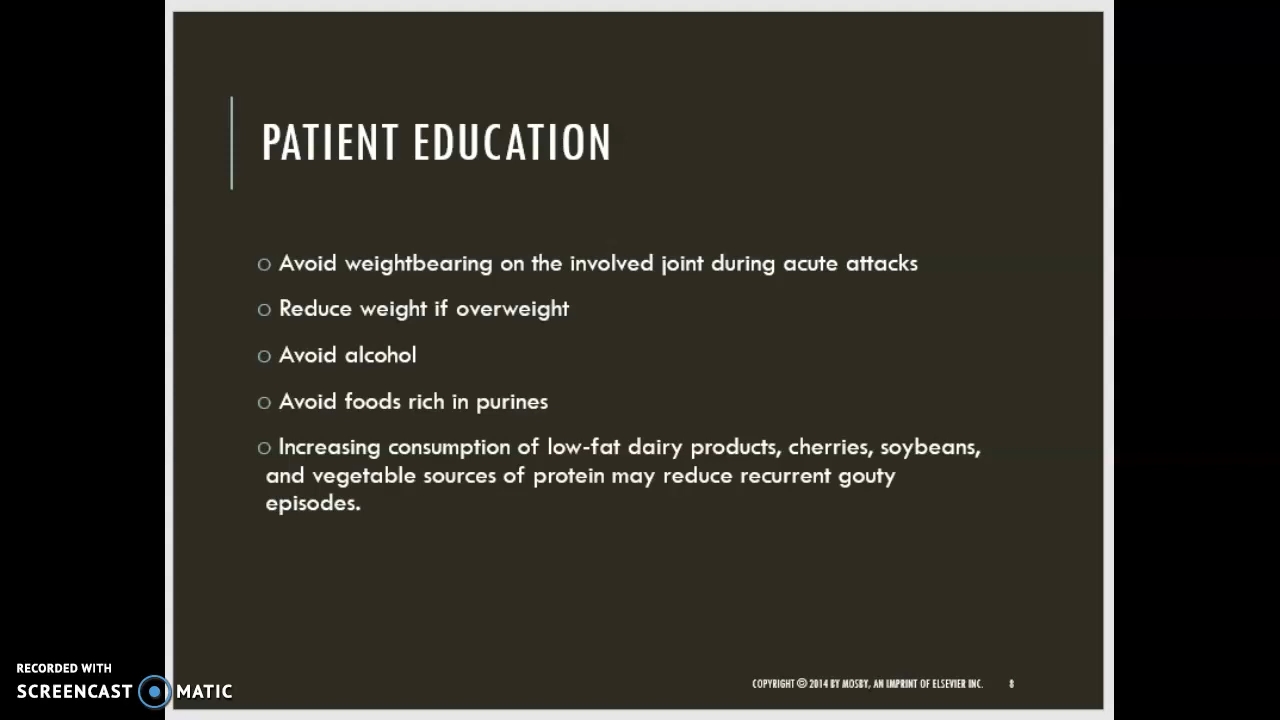 PATIENT EDUCATION
o Avoid weightbearing on the involved joint during acute attacks
o Reduce weight if overweight
o Avoid alcohol
o Avoid foods rich in purines
o Increasing consumption of low-fat dairy products, cherries, soybeans,
and vegetable sources of protein may reduce recurrent gouty
episodes.
COPYRIGHT © 2014 BY MOSBY, AN IMPRINT OF ELSEVIER INC. 8
RECORDED WITH
SCREENCAST MATIC